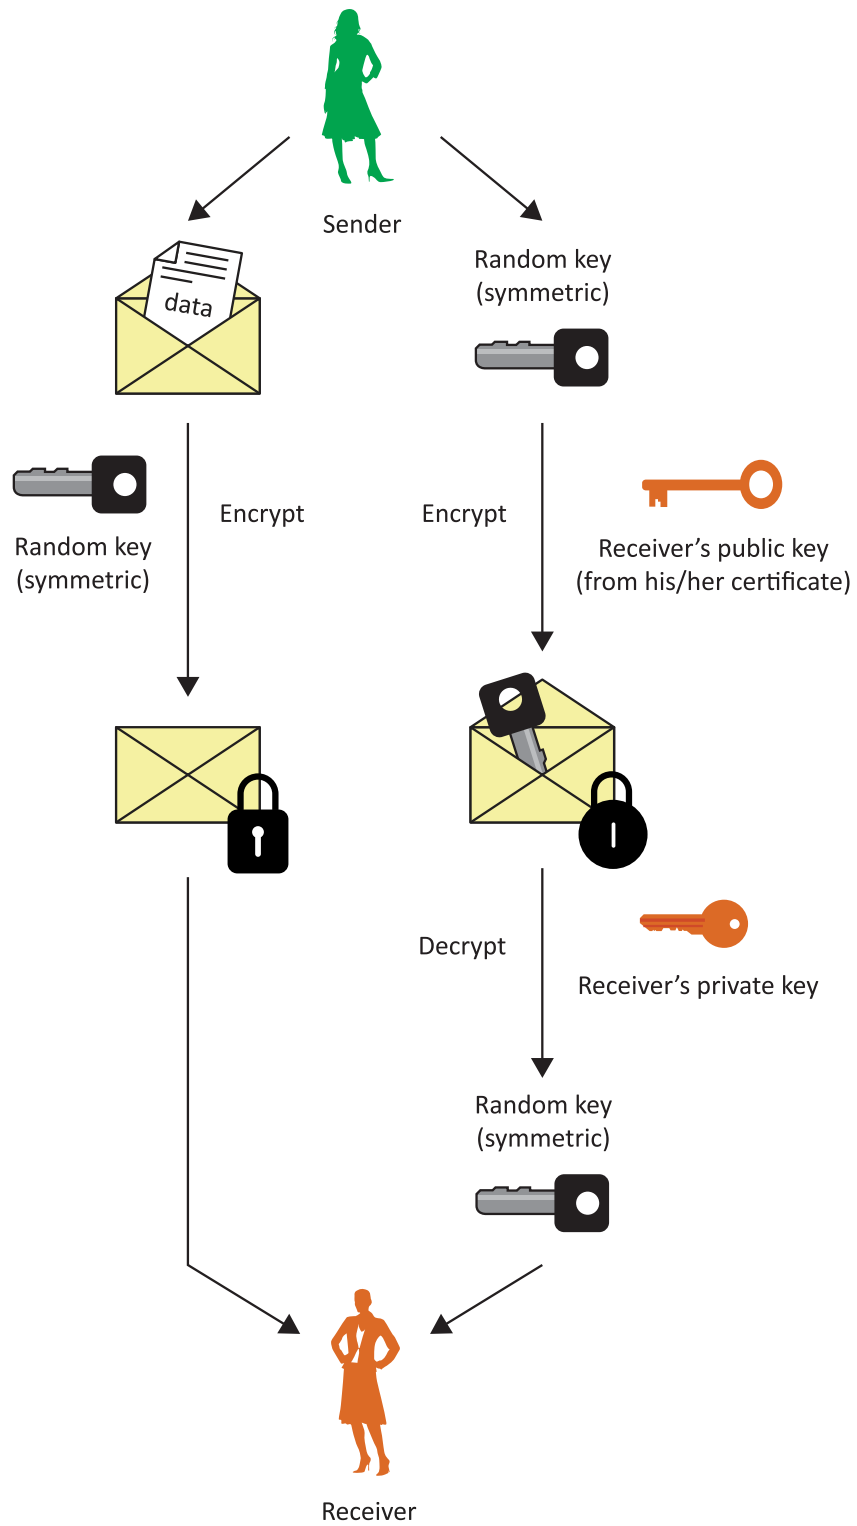 Sender
Random key
(symmetric)
data
Random key
(symmetric)
Encrypt
Encrypt
Receiver’s public key
(from his/her certificate)
Decrypt
Receiver’s private key
Random key
(symmetric)
Receiver